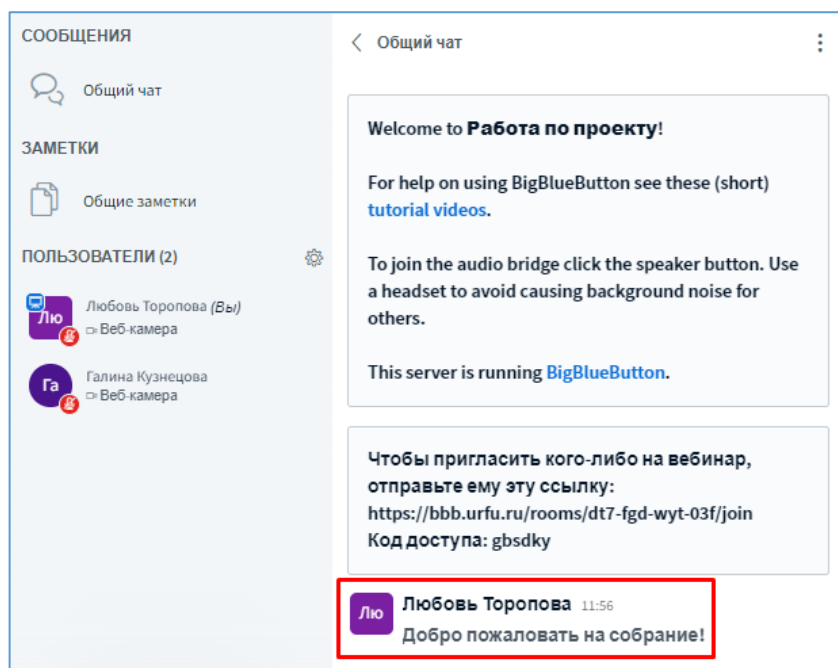 СООБЩЕНИЯ
Общий чат
ЗАМЕТКИ
Общие заметки
ПОЛЬЗОВАТЕЛИ (2)
Лю
Любовь Торопова (Вы)
Веб-камера
Га
Галина Кузнецова
Веб-камера
Общий чат
Welcome to Работа по проекту!
For help on using BigBlueButton see these (short)
tutorial videos.
To join the audio bridge click the speaker button. Use
a headset to avoid causing background noise for
others.
This server is running BigBlueButton.
Чтобы пригласить кого-либо на вебинар,
отправьте ему эту ссылку:
https://bbb.urfu.ru/rooms/dt7-fgd-wyt-03f/join
Код доступа: gbsdky
Лю
Любовь Торопова 11:56
Добро пожаловать на собрание!